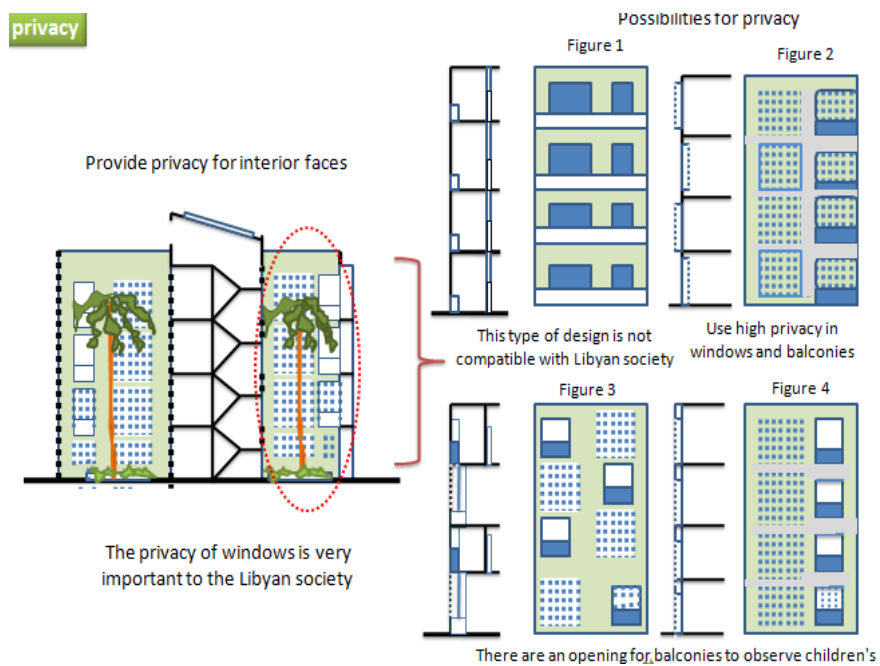 privacy
Possibilities for privacy
Figure 1
Figure 2
Provide privacy for interior faces
This type of design is not
compatible with Libyan society
Use high privacy in
windows and balconies
Figure 3
Figure 4
The privacy of windows is very
important to the Libyan society
There are an opening for balconies to observe children's